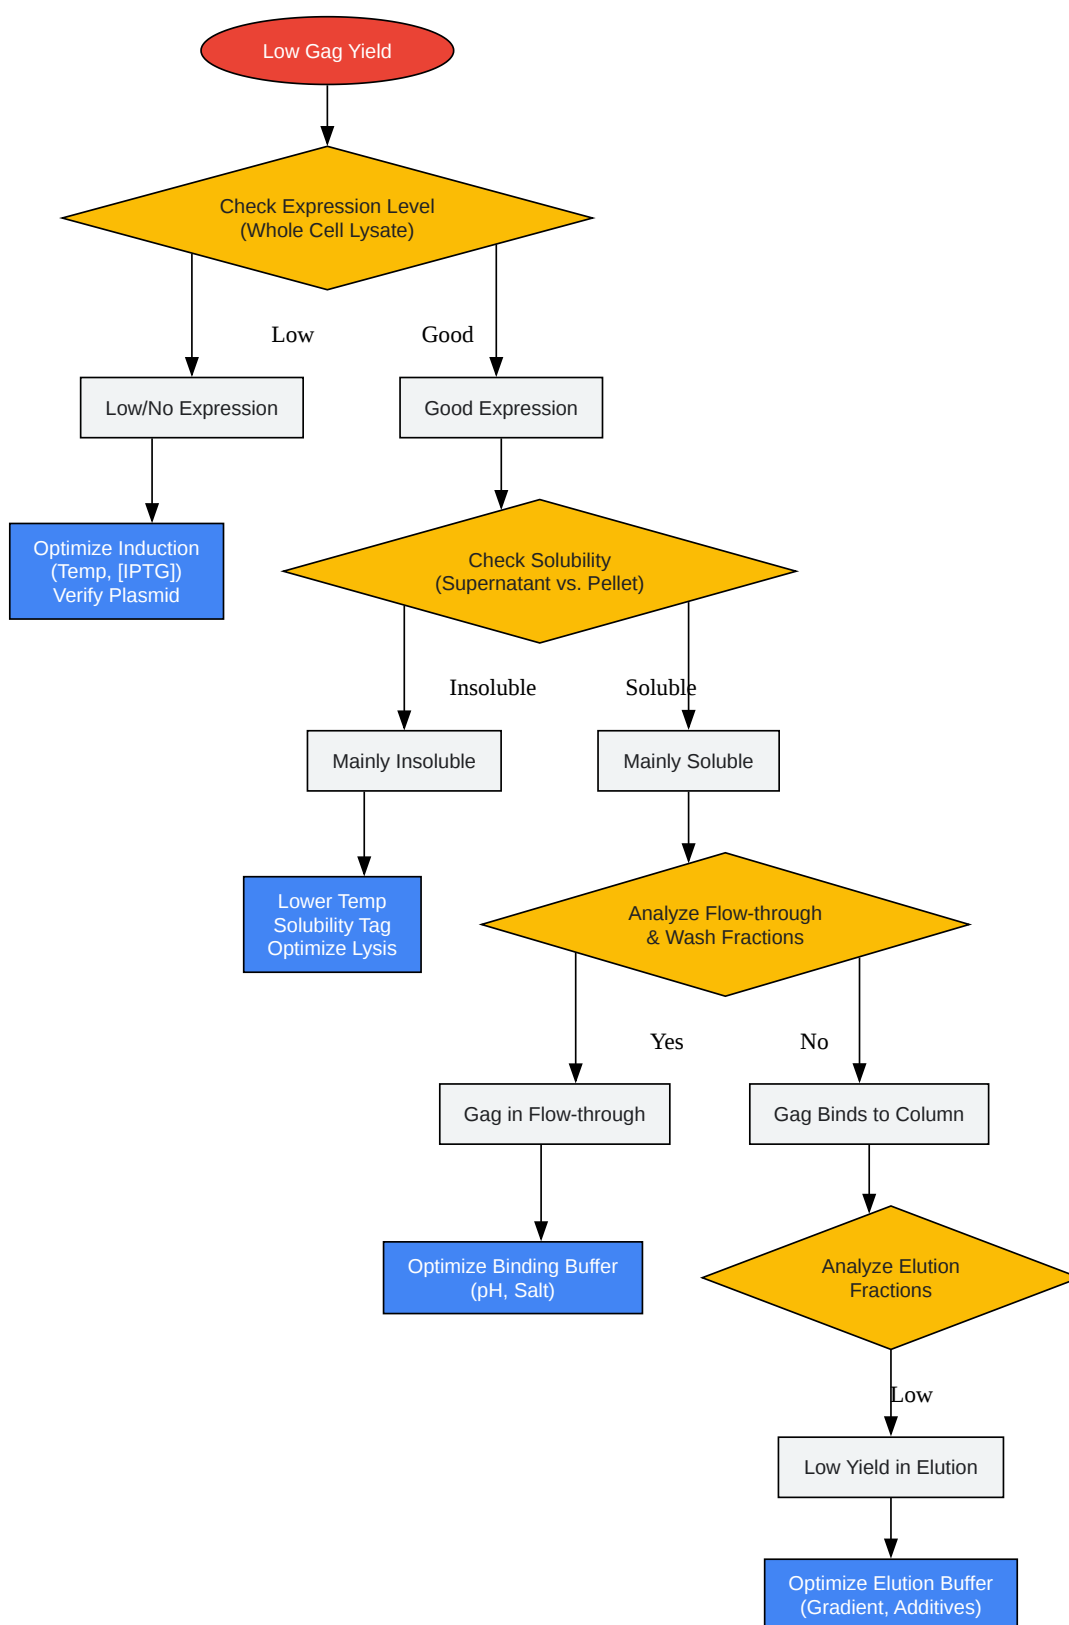 Low Gag Yield
Check Expression Level
(Whole Cell Lysate)
Low
Good
Low/No Expression
Good Expression
Optimize Induction
(Temp, [IPTG])
Verify Plasmid
Check Solubility
(Supernatant vs. Pellet)
Insoluble
Soluble
Mainly Insoluble
Mainly Soluble
Lower Temp
Solubility Tag
Optimize Lysis
Analyze Flow-through
& Wash Fractions
Yes
No
Gag in Flow-through
Gag Binds to Column
Optimize Binding Buffer
(pH, Salt)
Analyze Elution
Fractions
Low
Low Yield in Elution
Optimize Elution Buffer
(Gradient, Additives)